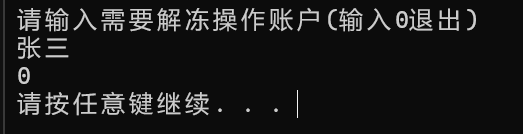 请输入需要解冻操作账户(输入0退出)
张三
0
请按任意键继续. . .